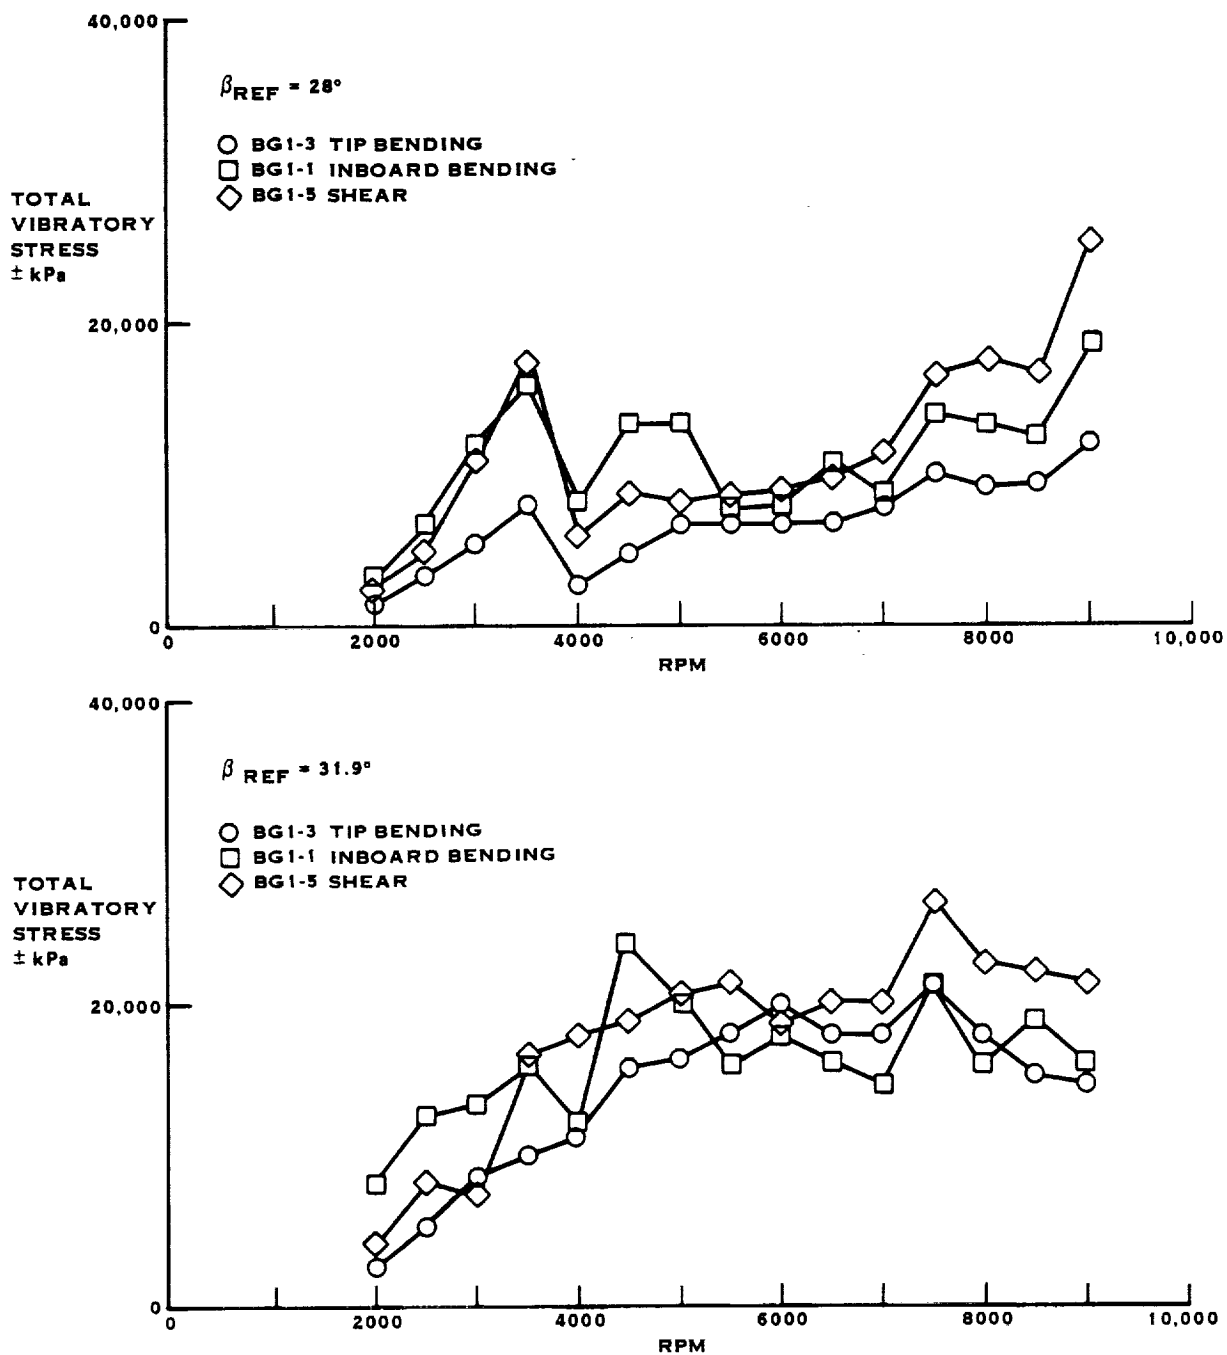 40,000
β REF = 28°
BG1-3 TIP BENDING
BG1-1 INBOARD BENDING
BG1-5 SHEAR
TOTAL
VIBRATORY
STRESS
± kPa
20,000
0
0 2000 4000 6000 8000 10,000
RPM
40,000
β REF = 31.9°
BG1-3 TIP BENDING
BG1-1 INBOARD BENDING
BG1-5 SHEAR
TOTAL
VIBRATORY
STRESS
± kPa
20,000
0
0 2000 4000 6000 8000 10,000
RPM